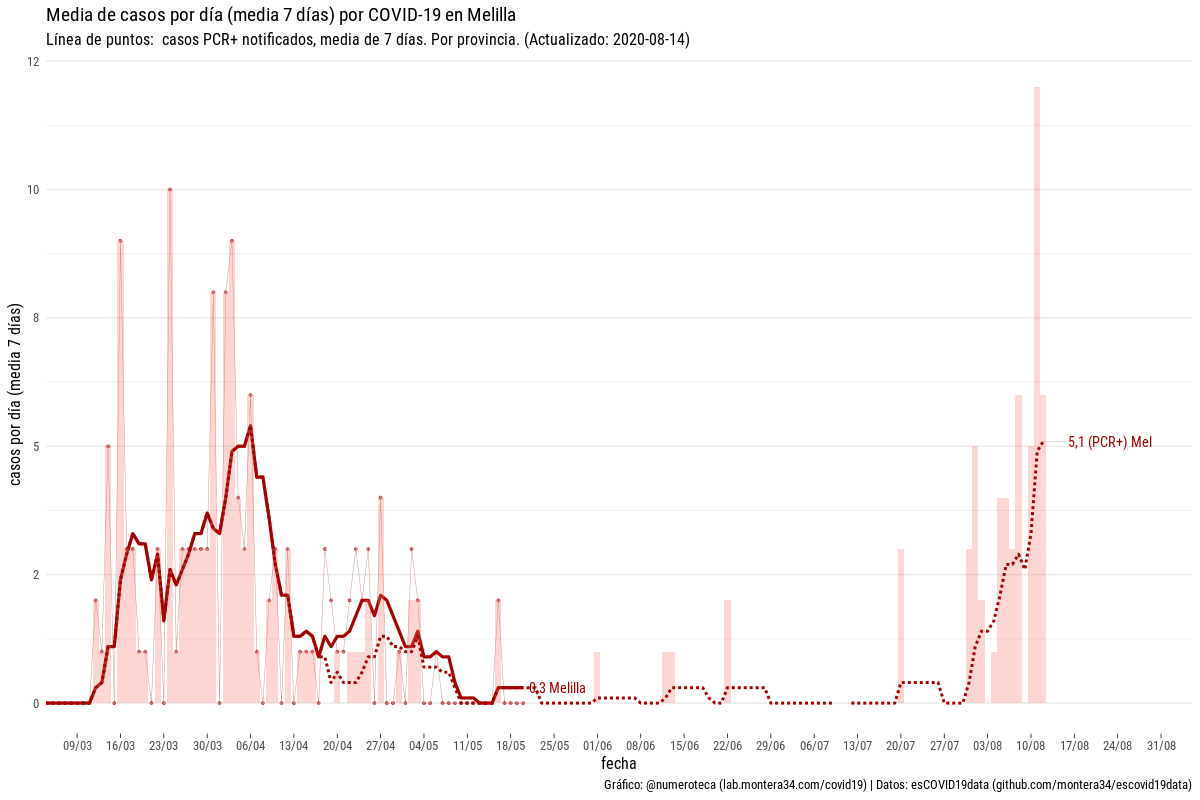 Media de casos por día (media 7 días) por COVID-19 en Melilla
Línea de puntos: casos PCR+ notificados, media de 7 días. Por provincia. (Actualizado: 2020-08-14)
12
10
8
5
2
0
casos por día (media 7 días)
5,1 (PCR+) Mel
0,3 Melilla
09/03 16/03 23/03 30/03 06/04 13/04 20/04 27/04 04/05 11/05 18/05 25/05 01/06 08/06 15/06 22/06 29/06 06/07 13/07 20/07 27/07 03/08 10/08 17/08 24/08 31/08
fecha
Gráfico: @numeroteca (lab.montera34.com/covid19) | Datos: esCOVID19data (github.com/montera34/escovid19data)